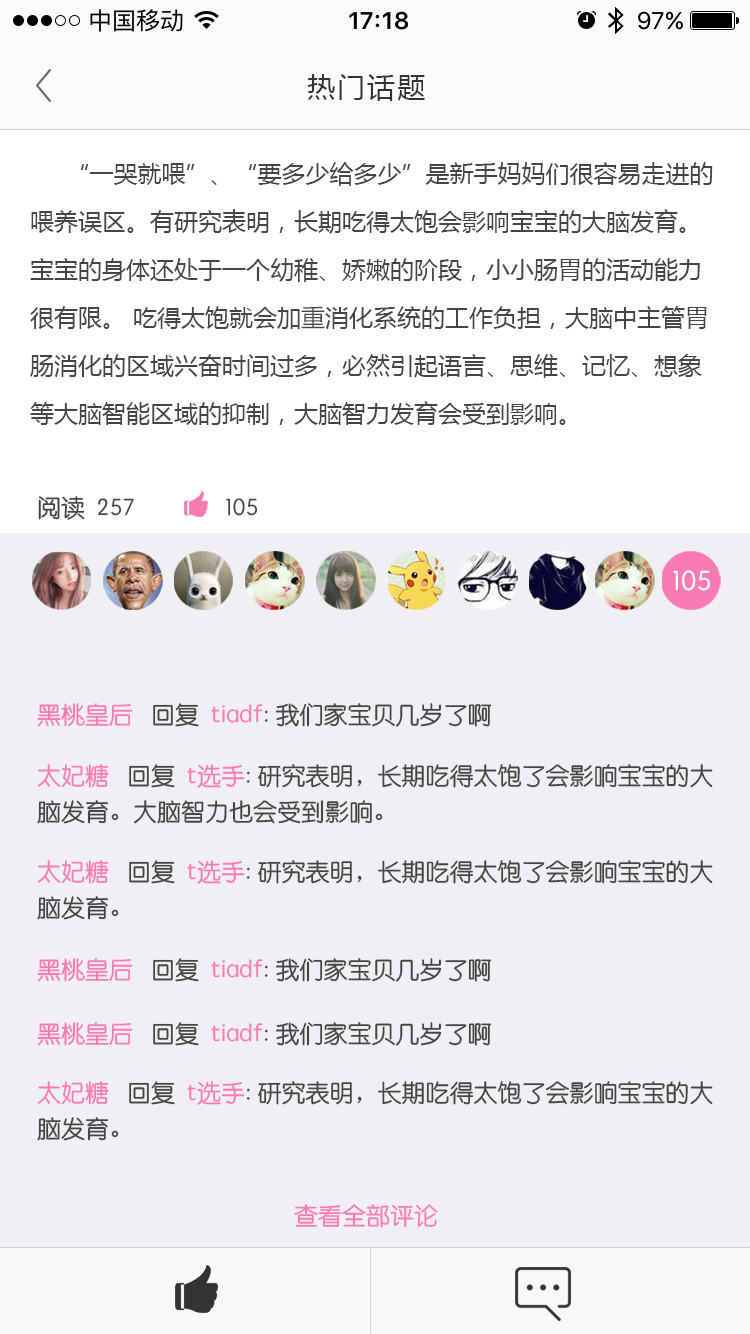 中国移动 17:18 97%
热门话题
“一哭就喂”、“要多少给多少”是新手妈妈们很容易走进的
喂养误区。有研究表明，长期吃得太饱会影响宝宝的大脑发育。
宝宝的身体还处于一个幼稚、娇嫩的阶段，小小肠胃的活动能力
很有限。 吃得太饱就会加重消化系统的工作负担，大脑中主管胃
肠消化的区域兴奋时间过多，必然引起语言、思维、记忆、想象
等大脑智能区域的抑制，大脑智力发育会受到影响。
阅读 257 105
105
黑桃皇后 回复 tiadf: 我们家宝贝几岁了啊
太妃糖 回复 t选手: 研究表明，长期吃得太饱了会影响宝宝的大
脑发育。大脑智力也会受到影响。
太妃糖 回复 t选手: 研究表明，长期吃得太饱了会影响宝宝的大
脑发育。
黑桃皇后 回复 tiadf: 我们家宝贝几岁了啊
黑桃皇后 回复 tiadf: 我们家宝贝几岁了啊
太妃糖 回复 t选手: 研究表明，长期吃得太饱了会影响宝宝的大
脑发育。
查看全部评论